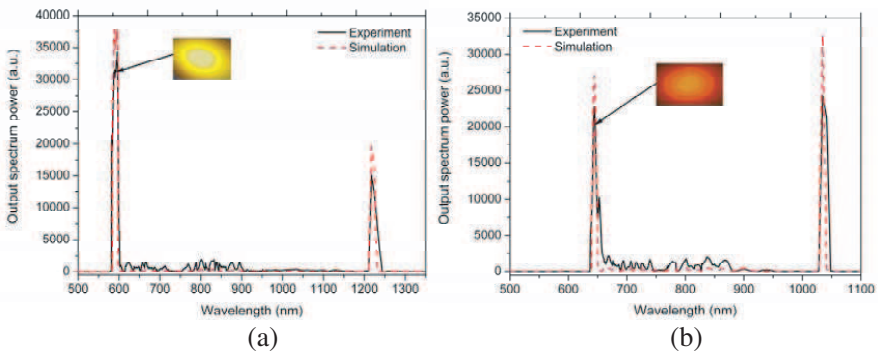 Experiment
Simulation
Output spectrum power (a.u.)
40000
35000
30000
25000
20000
15000
10000
5000
0
500 600 700 800 900 1000 1100 1200 1300
Wavelength (nm)
(a)
Experiment
Simulation
Output spectrum power (a.u.)
35000
30000
25000
20000
15000
10000
5000
0
500 600 700 800 900 1000 1100
Wavelength (nm)
(b)